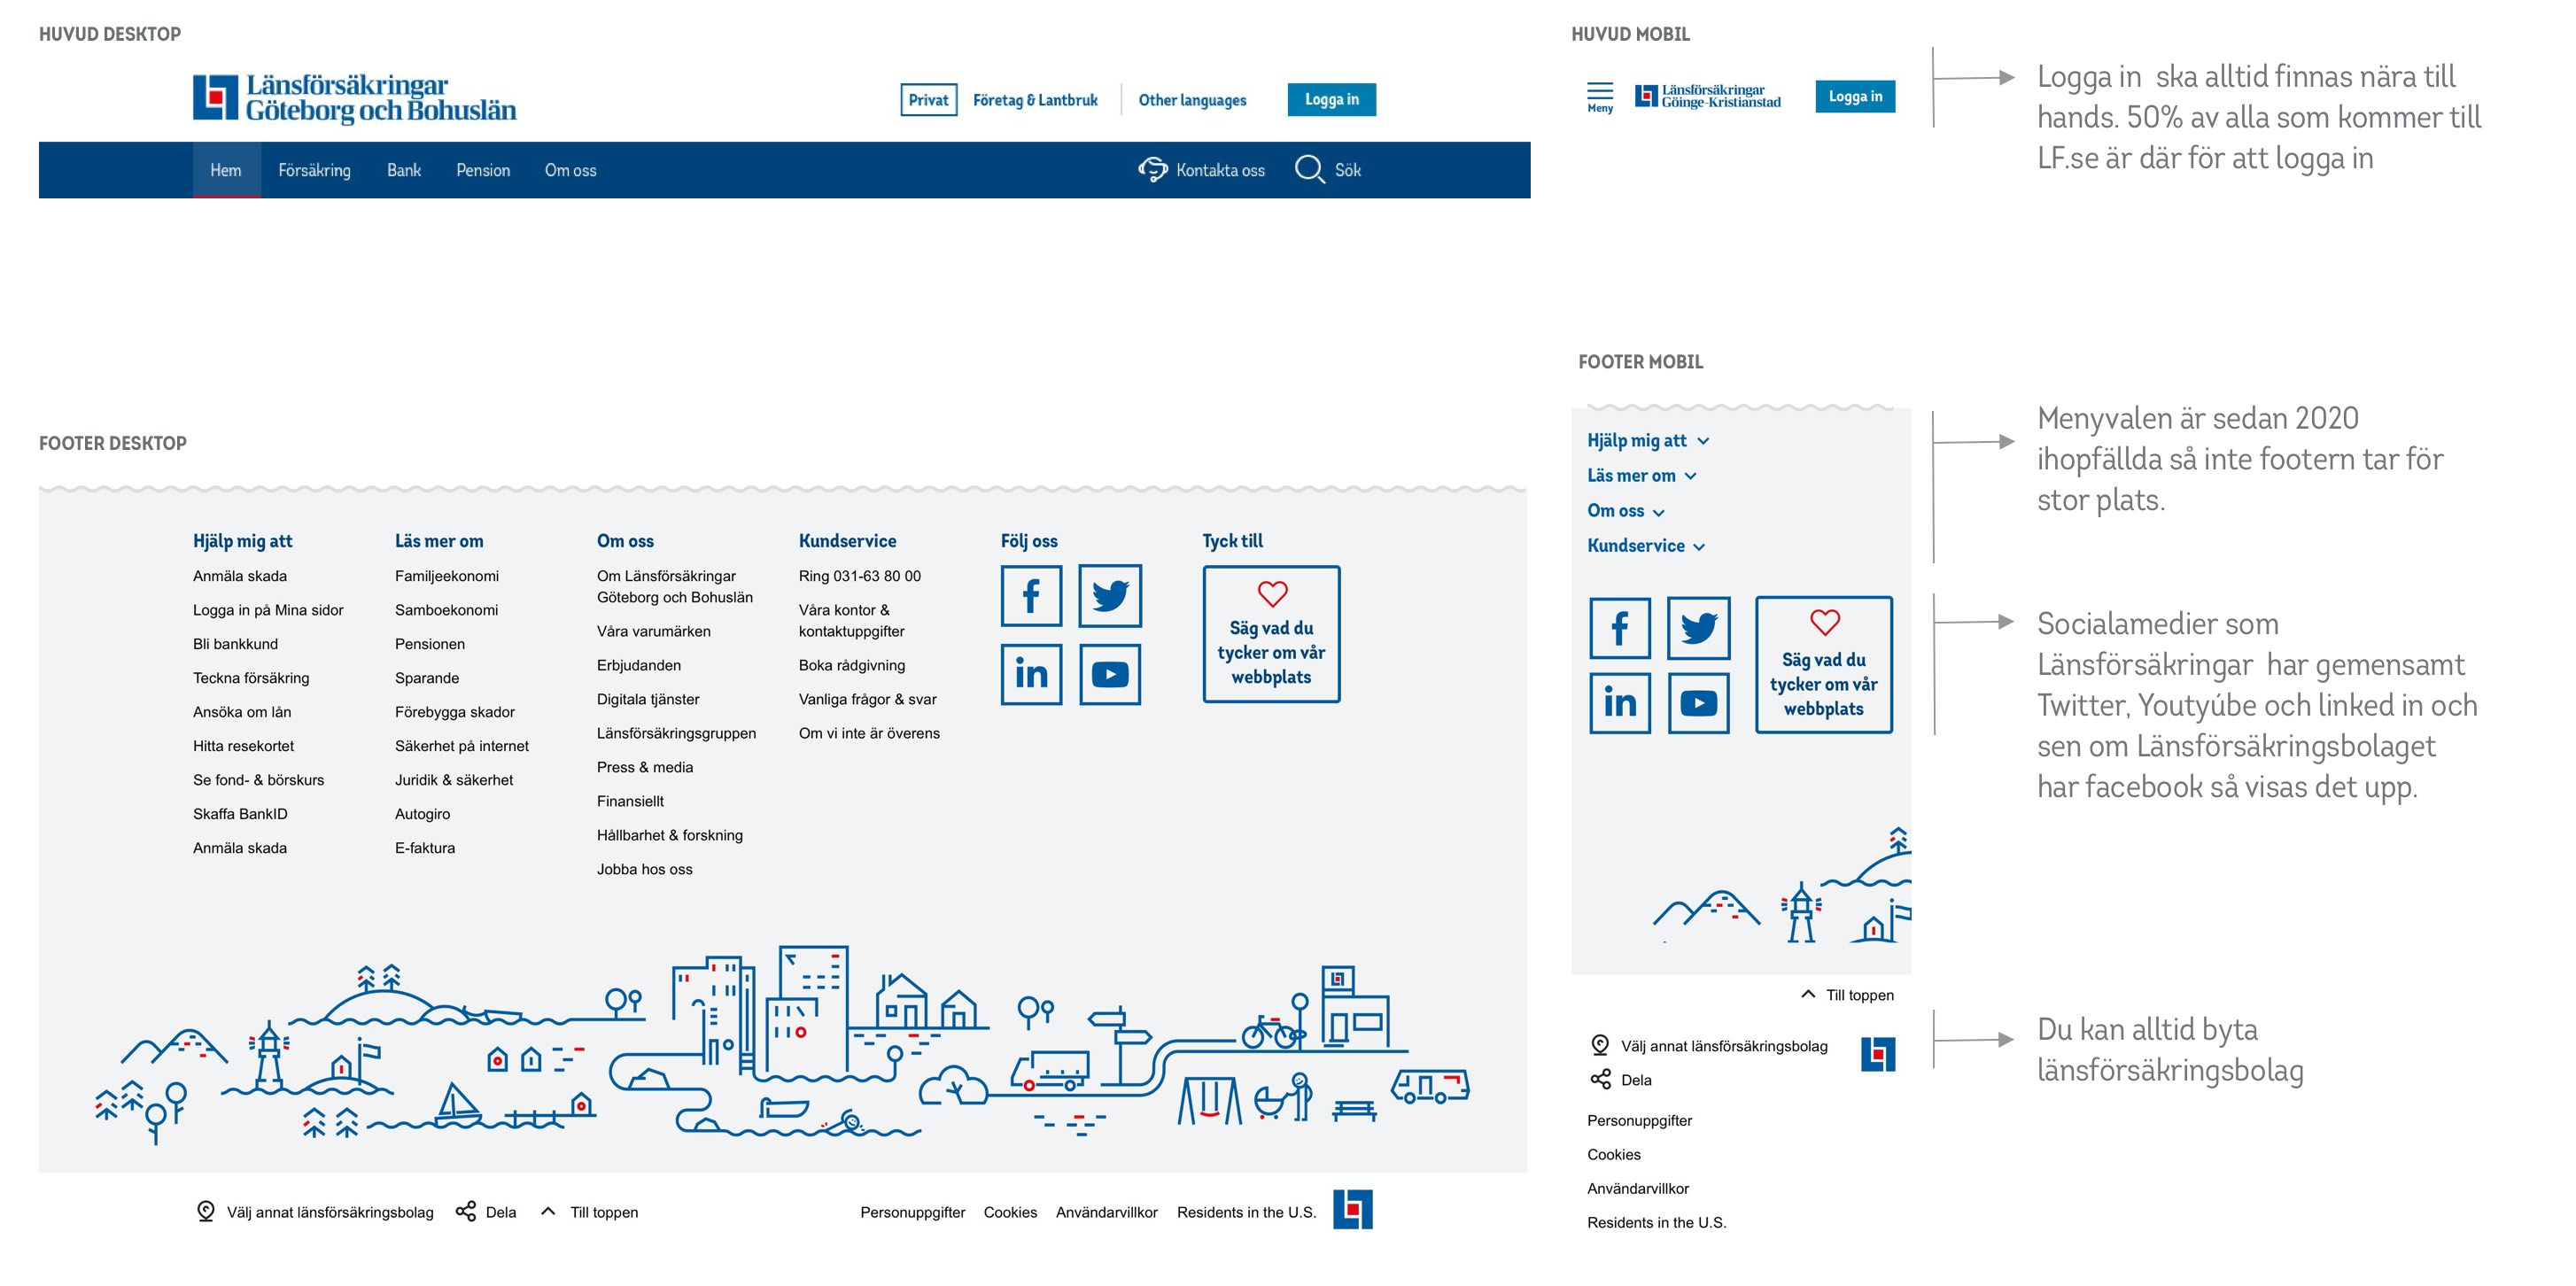 HUVUD DESKTOP
Länsförsäkringar
Göteborg och Bohuslän
Privat
Företag & Lantbruk
Other languages
Logga in
Hem
Försäkring
Bank
Pension
Om oss
Kontakta oss
Sök
HUVUD MOBIL
Meny
Länsförsäkringar
Göinge-Kristianstad
Logga in
Logga in  ska alltid finnas nära till
hands. 50% av alla som kommer till
LF.se är där för att logga in
FOOTER DESKTOP
Hjälp mig att
Anmäla skada
Logga in på Mina sidor
Bli bankkund
Teckna försäkring
Ansöka om lån
Hitta resekortet
Se fond- & börskurs
Skaffa BankID
Anmäla skada
Läs mer om
Familjeekonomi
Samboekonomi
Pensionen
Sparande
Förebygga skador
Säkerhet på internet
Juridik & säkerhet
Autogiro
E-faktura
Om oss
Om Länsförsäkringar
Göteborg och Bohuslän
Våra varumärken
Erbjudanden
Digitala tjänster
Länsförsäkringsgruppen
Press & media
Finansiellt
Hållbarhet & forskning
Jobba hos oss
Kundservice
Ring 031-63 80 00
Våra kontor &
kontaktuppgifter
Boka rådgivning
Vanliga frågor & svar
Om vi inte är överens
Följ oss
f
in
Tyck till
Säg vad du
tycker om vår
webbplats
Välj annat länsförsäkringsbolag
Dela
Till toppen
Personuppgifter
Cookies
Användarvillkor
Residents in the U.S.
FOOTER MOBIL
Hjälp mig att
Läs mer om
Om oss
Kundservice
f
in
Säg vad du
tycker om vår
webbplats
Till toppen
Välj annat länsförsäkringsbolag
Dela
Personuppgifter
Cookies
Användarvillkor
Residents in the U.S.
Menyvalen är sedan 2020
ihopfällda så inte footern tar för
stor plats.
Socialamedier som
Länsförsäkringar  har gemensamt
Twitter, Youtyúbe och linked in och
sen om Länsförsäkringsbolaget
har facebook så visas det upp.
Du kan alltid byta
länsförsäkringsbolag